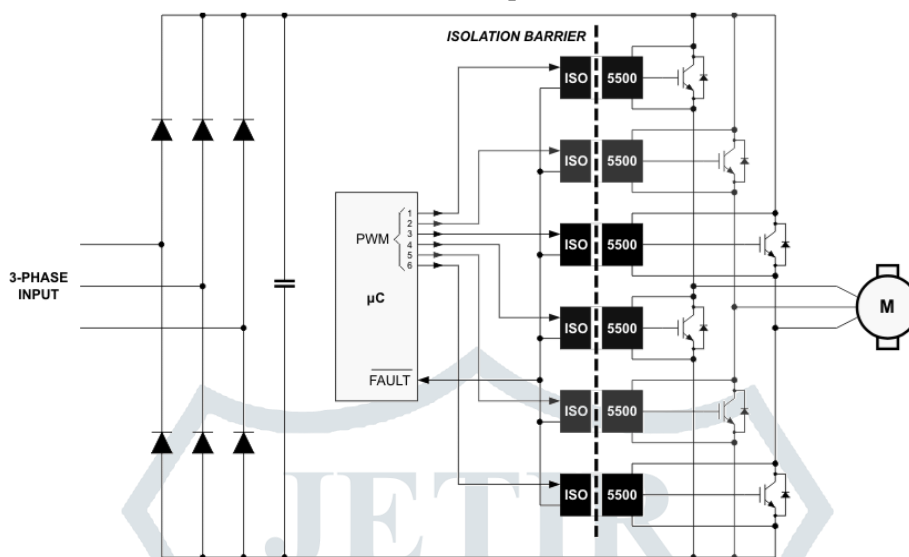 ISOLATION BARRIER
ISO 5500
ISO 5500
1
2
PWM 3
4
5
6
ISO 5500
3-PHASE
INPUT
µC
M
ISO 5500
FAULT
ISO 5500
ISO 5500
JETIR